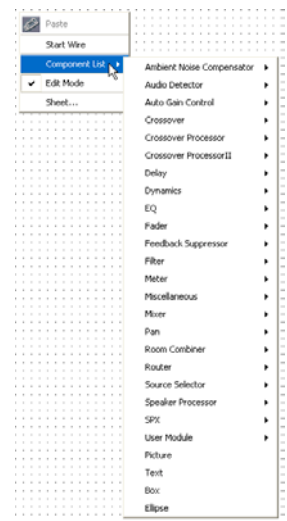 Paste
Start Wire
Component List
Edit Mode
Sheet...
Ambient Noise Compensator
Audio Detector
Auto Gain Control
Crossover
Crossover Processor
Crossover ProcessorII
Delay
Dynamics
EQ
Fader
Feedback Suppressor
Filter
Meter
Miscellaneous
Mixer
Pan
Room Combiner
Router
Source Selector
Speaker Processor
SPX
User Module
Picture
Text
Box
Ellipse